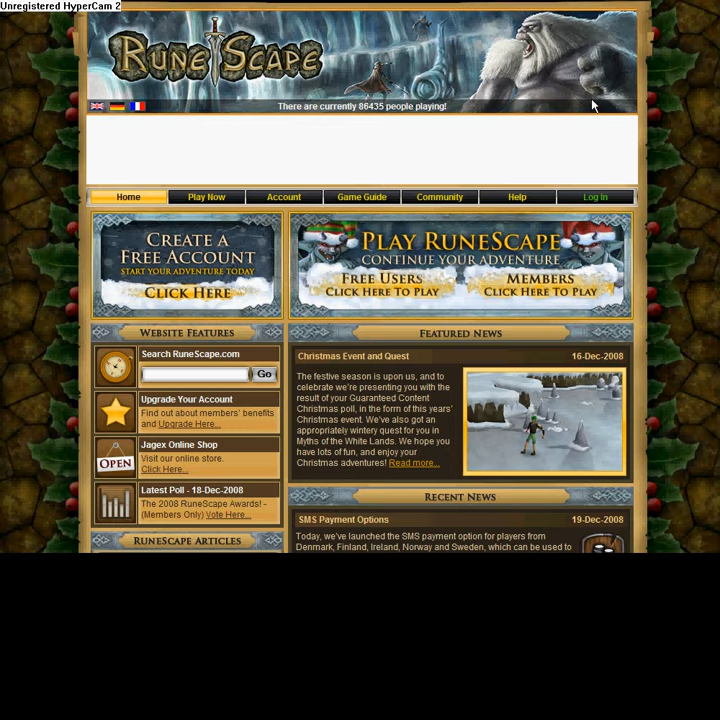 Unregistered HyperCam 2
RuneScape
There are currently 86435 people playing!
Home
Play Now
Account
Game Guide
Community
Help
Log In
Create a
Free Account
Start your adventure today
Click Here
Play RuneScape
Continue your adventure
Free Users
Click Here To Play
Members
Click Here To Play
Website Features
Search RuneScape.com
Go
Upgrade Your Account
Find out about members' benefits
and Upgrade Here...
Jagex Online Shop
Visit our online store.
Click Here...
OPEN
Latest Poll - 18-Dec-2008
The 2008 RuneScape Awards! -
(Members Only) Vote Here...
RuneScape Articles
Featured News
Christmas Event and Quest 16-Dec-2008
The festive season is upon us, and to
celebrate we're presenting you with the
result of your Guaranteed Content
Christmas poll, in the form of this years'
Christmas event. We've also got an
appropriately wintery quest for you in
Myths of the White Lands. We hope you
have lots of fun, and enjoy your
Christmas adventures! Read more...
Recent News
SMS Payment Options 19-Dec-2008
Today, we've launched the SMS payment option for players from
Denmark, Finland, Ireland, Norway and Sweden, which can be used to